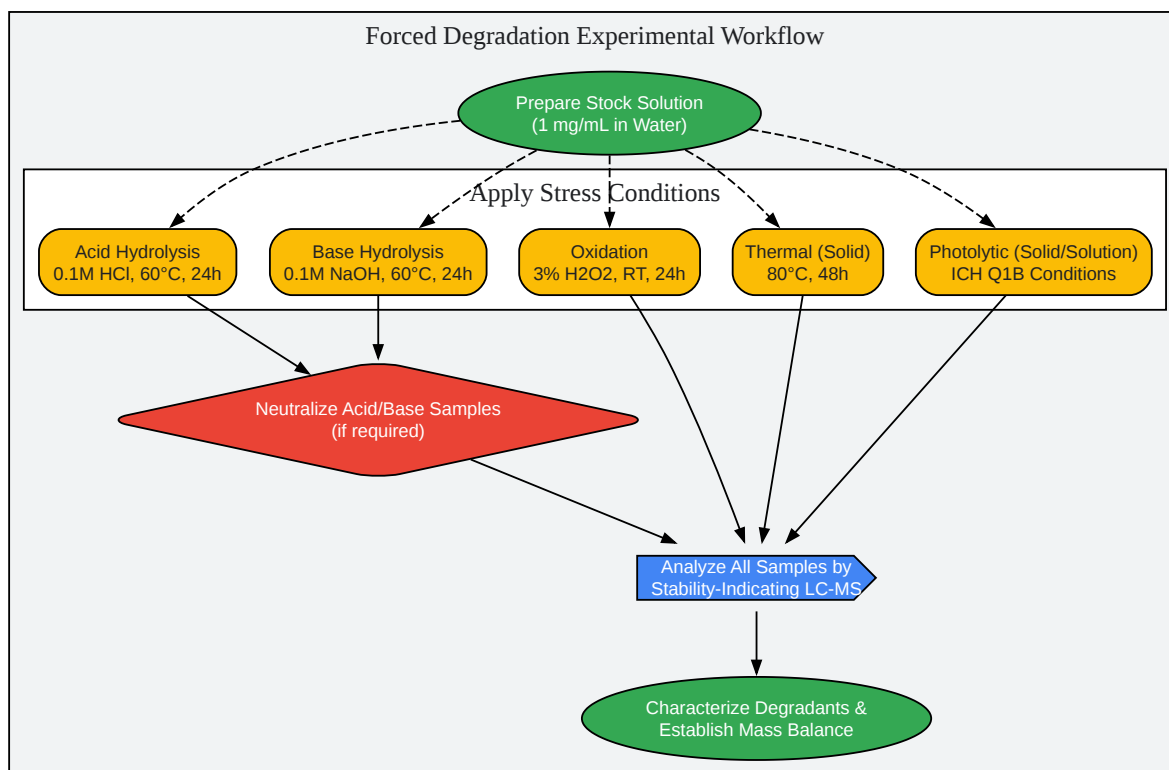 Forced Degradation Experimental Workflow
Prepare Stock Solution
(1 mg/mL in Water)
Apply Stress Conditions
Acid Hydrolysis
0.1M HCl, 60°C, 24h
Base Hydrolysis
0.1M NaOH, 60°C, 24h
Oxidation
3% H2O2, RT, 24h
Thermal (Solid)
80°C, 48h
Photolytic (Solid/Solution)
ICH Q1B Conditions
Neutralize Acid/Base Samples
(if required)
Analyze All Samples by
Stability-Indicating LC-MS
Characterize Degradants &
Establish Mass Balance